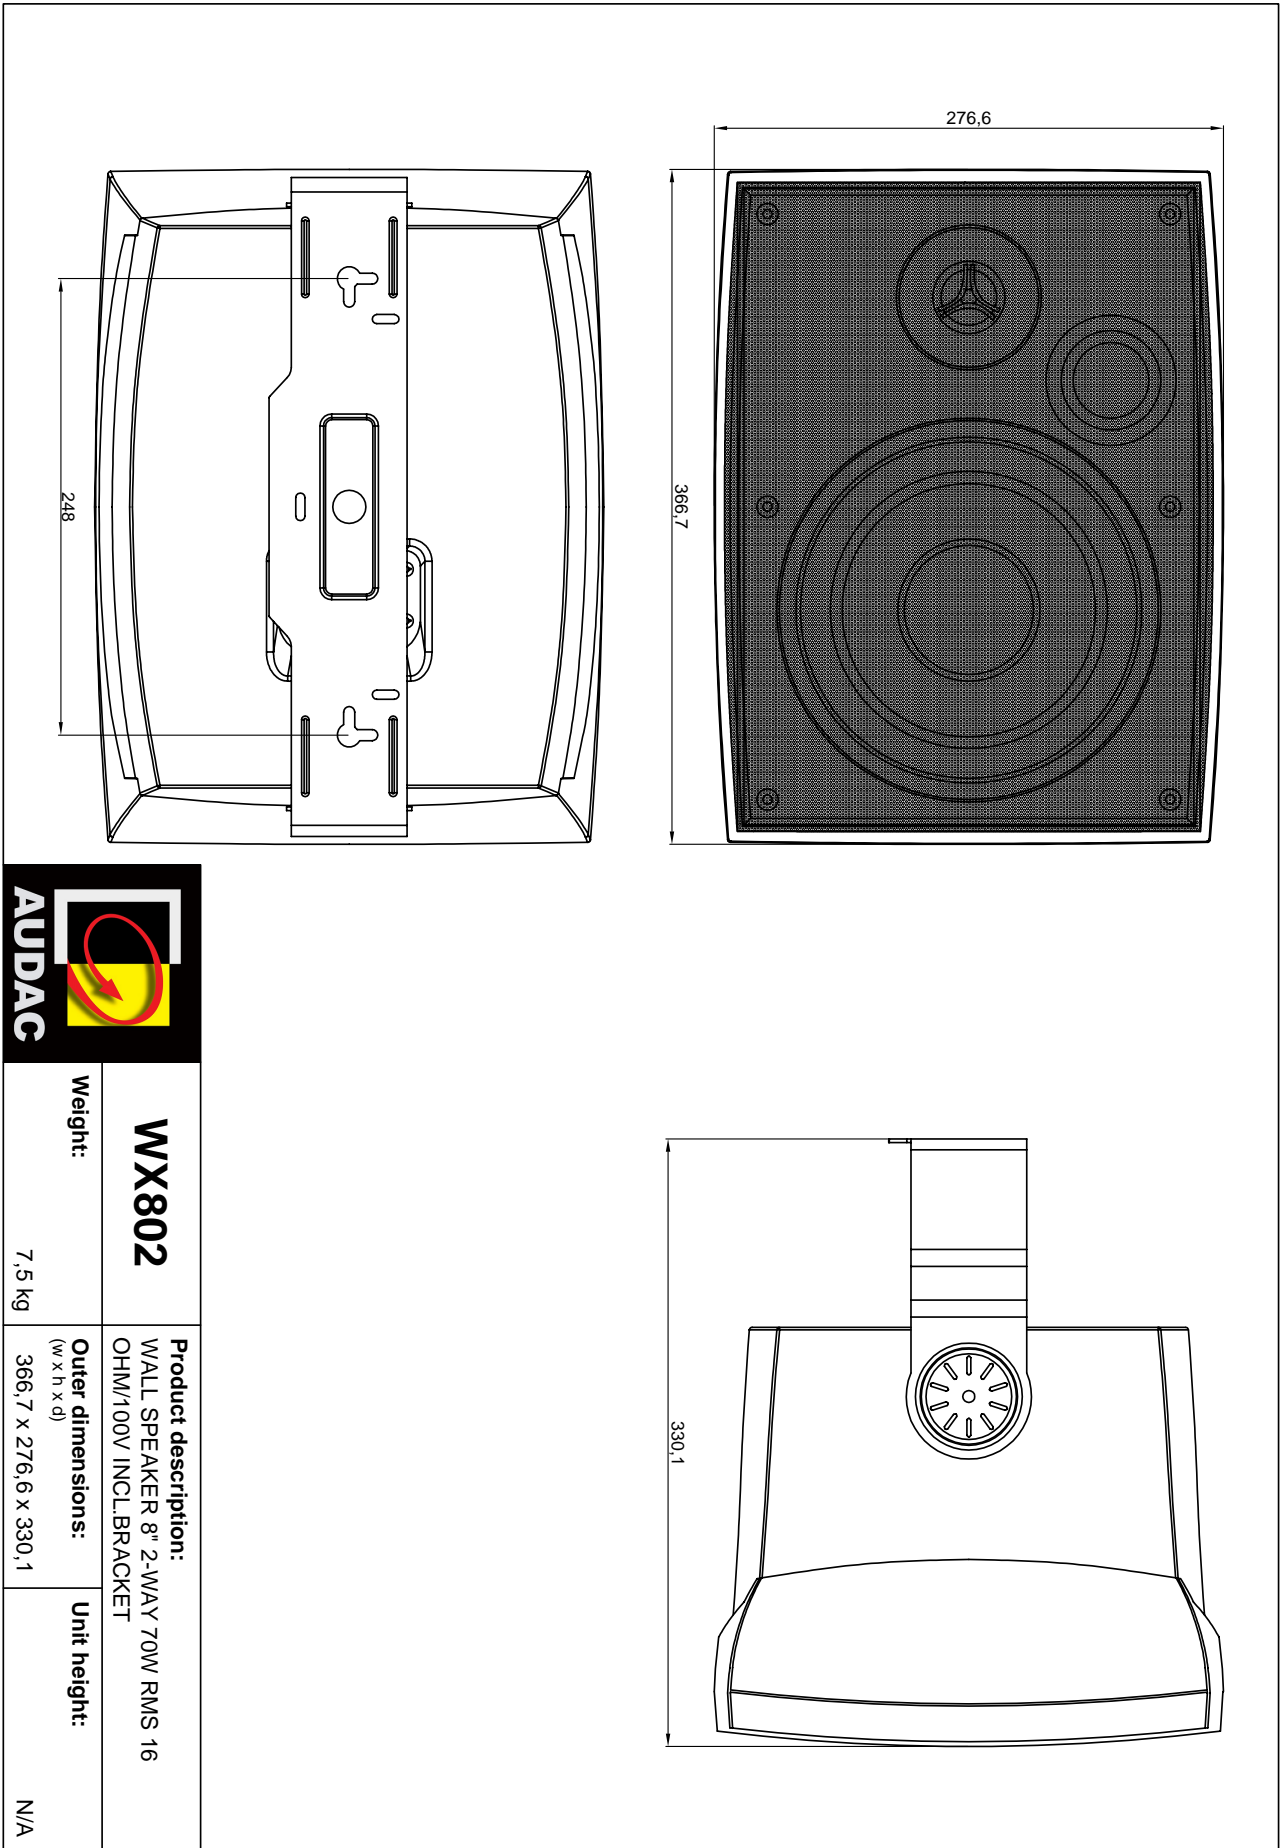 276,6
366,7
248
330,1
AUDAC
WX802
Product description:
WALL SPEAKER 8" 2-WAY 70W RMS 16
OHM/100V INCL.BRACKET
Weight:
7,5 kg
Outer dimensions:
(w x h x d)
366,7 x 276,6 x 330,1
Unit height:
N/A